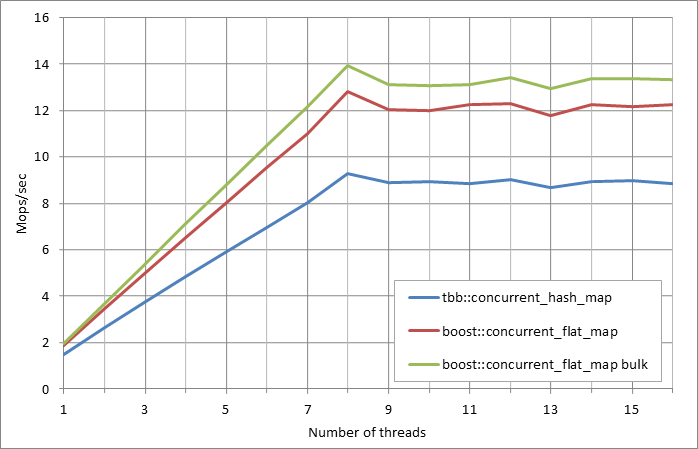 16
14
12
10
8
6
4
2
0
Mops/sec
tbb::concurrent_hash_map
boost::concurrent_flat_map
boost::concurrent_flat_map bulk
1 3 5 7 9 11 13 15
Number of threads